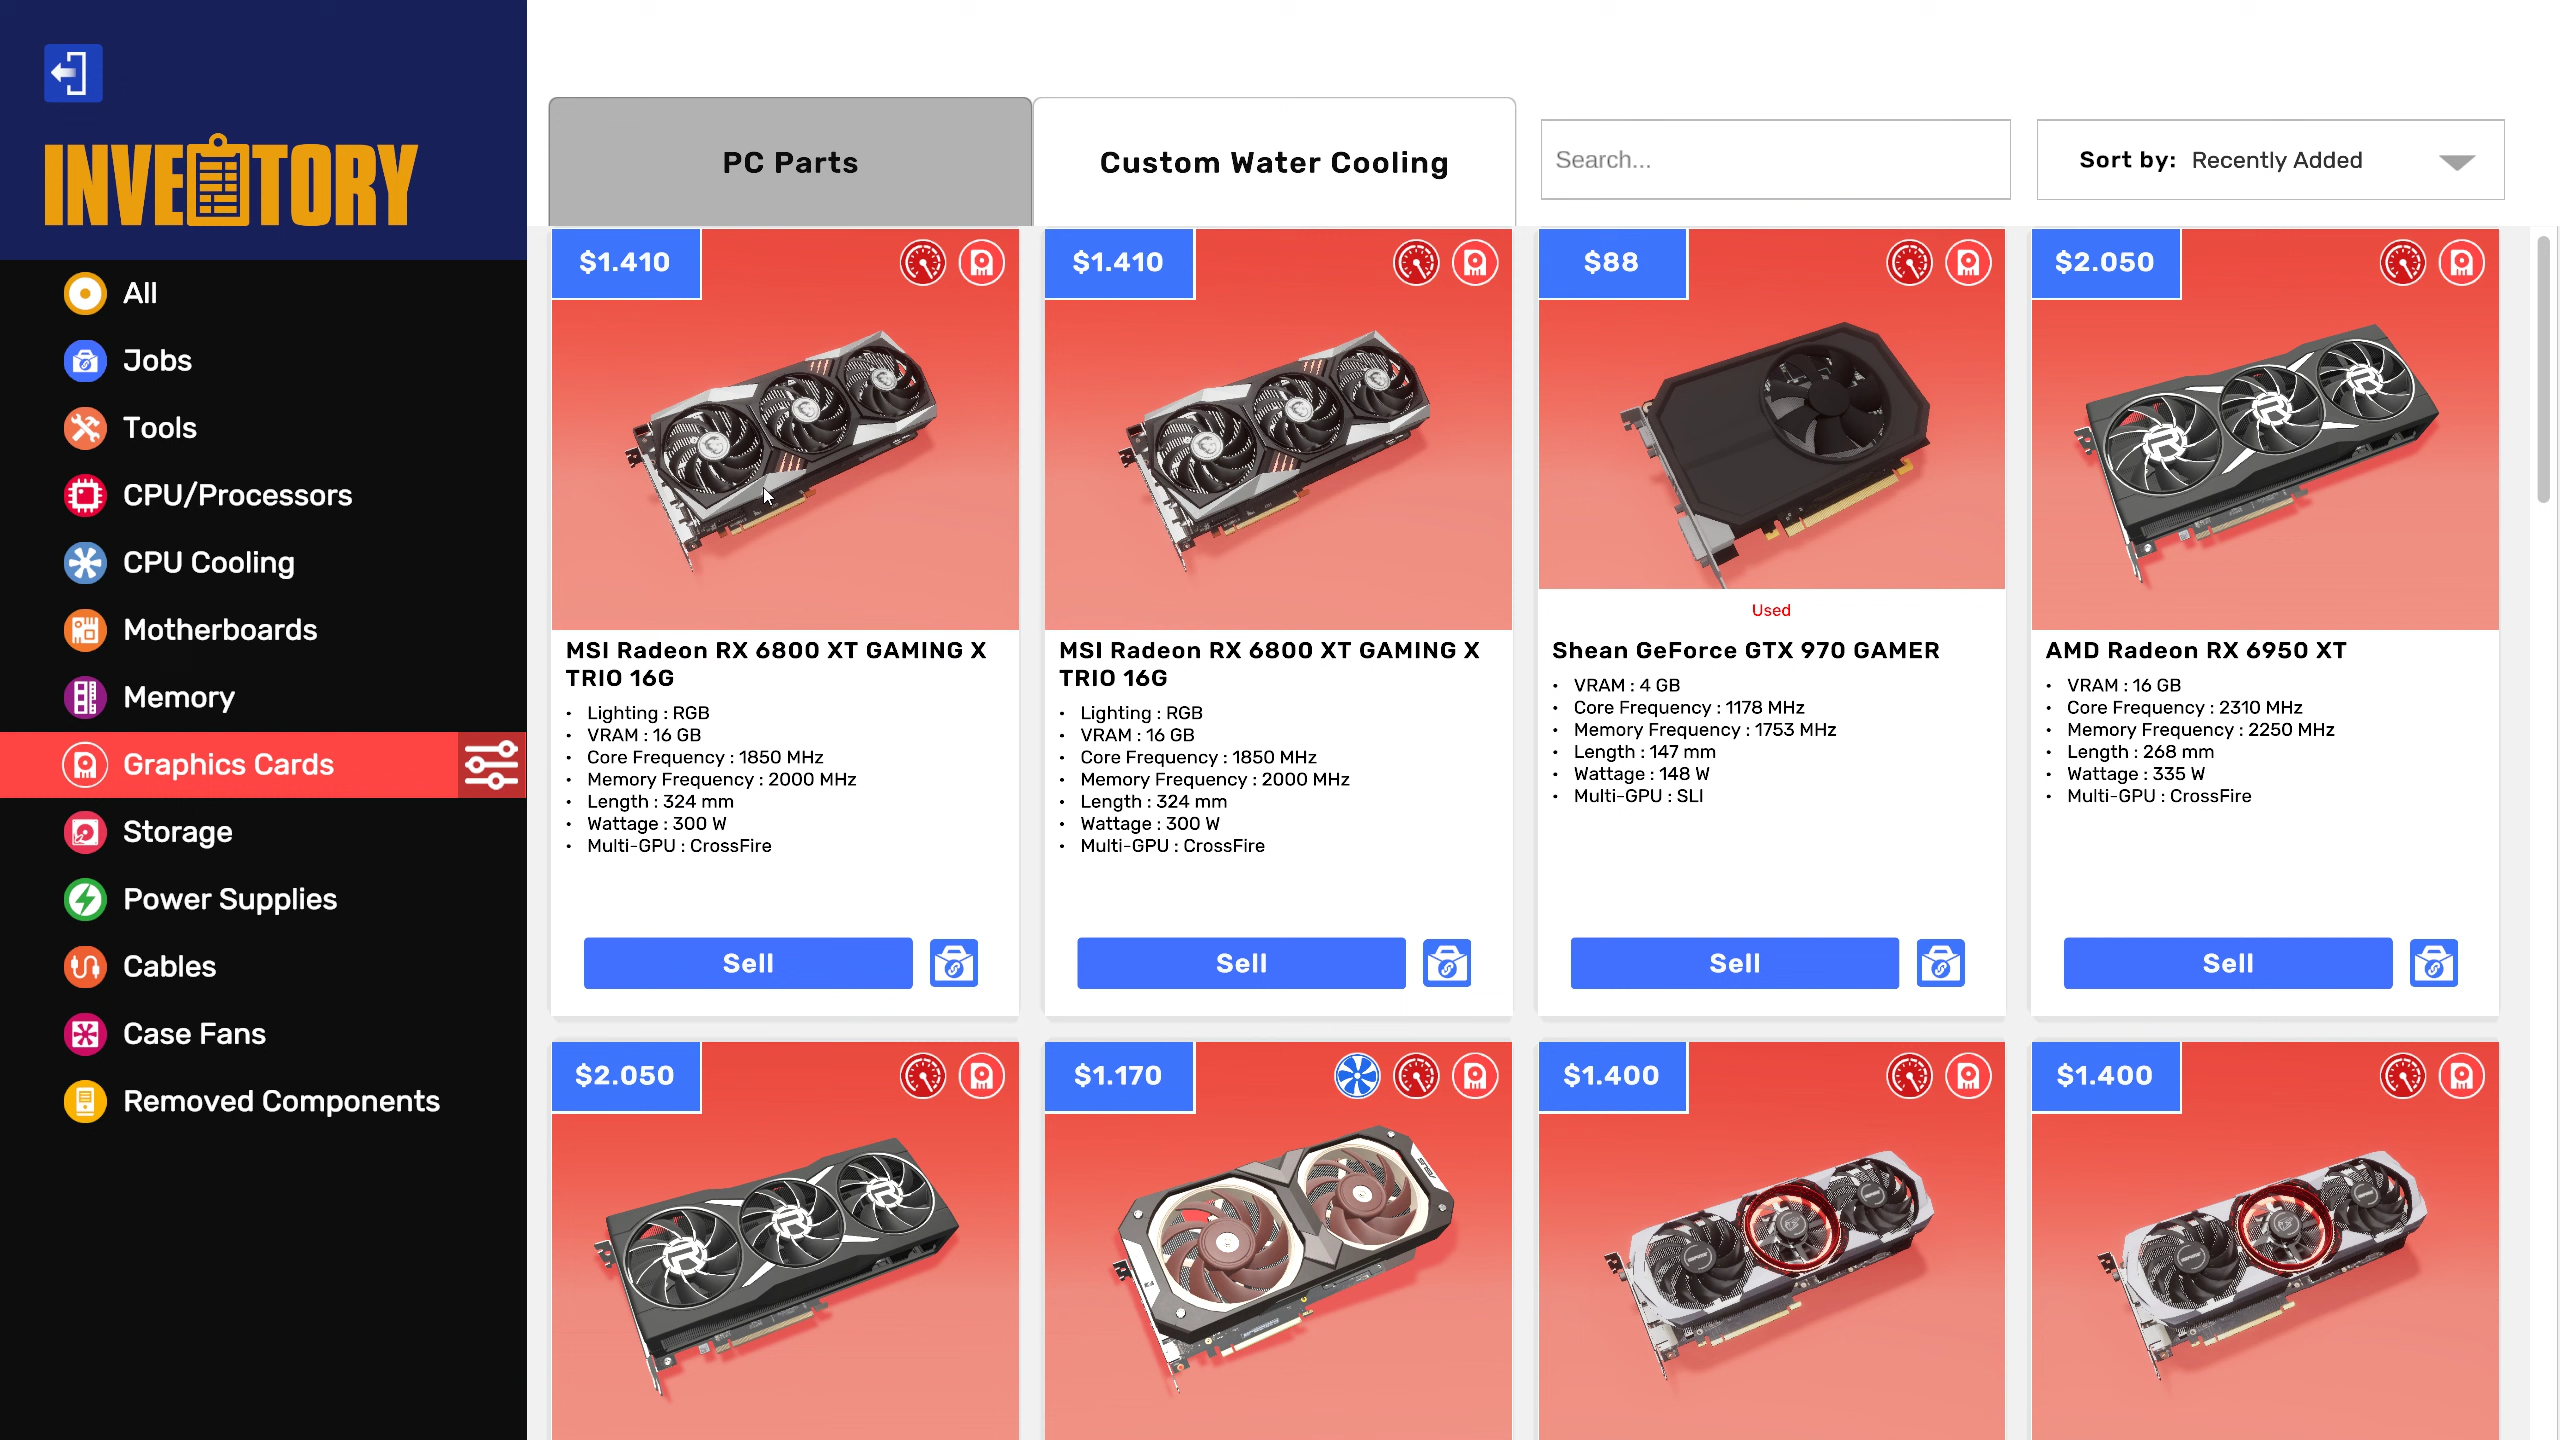 INVENTORY
All
Jobs
Tools
CPU/Processors
CPU Cooling
Motherboards
Memory
Graphics Cards
Storage
Power Supplies
Cables
Case Fans
Removed Components
PC Parts
Custom Water Cooling
Search...
Sort by: Recently Added
$1.410
MSI Radeon RX 6800 XT GAMING X
TRIO 16G
• Lighting : RGB
• VRAM : 16 GB
• Core Frequency : 1850 MHz
• Memory Frequency : 2000 MHz
• Length : 324 mm
• Wattage : 300 W
• Multi-GPU : CrossFire
Sell
$1.410
MSI Radeon RX 6800 XT GAMING X
TRIO 16G
• Lighting : RGB
• VRAM : 16 GB
• Core Frequency : 1850 MHz
• Memory Frequency : 2000 MHz
• Length : 324 mm
• Wattage : 300 W
• Multi-GPU : CrossFire
Sell
$88
Used
Shean GeForce GTX 970 GAMER
• VRAM : 4 GB
• Core Frequency : 1178 MHz
• Memory Frequency : 1753 MHz
• Length : 147 mm
• Wattage : 148 W
• Multi-GPU : SLI
Sell
$2.050
AMD Radeon RX 6950 XT
• VRAM : 16 GB
• Core Frequency : 2310 MHz
• Memory Frequency : 2250 MHz
• Length : 268 mm
• Wattage : 335 W
• Multi-GPU : CrossFire
Sell
$2.050
$1.170
$1.400
$1.400